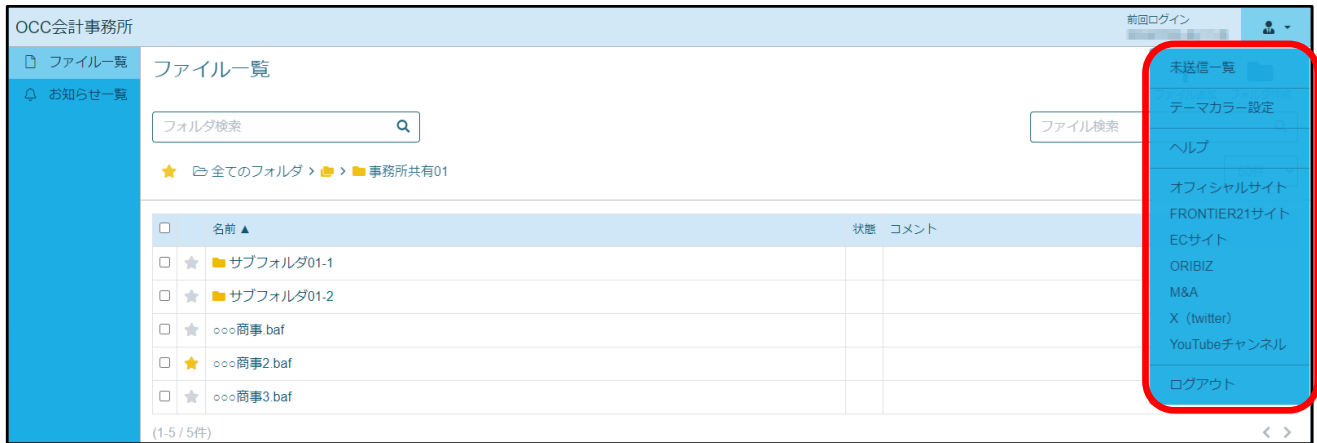 OCC会計事務所
前回ログイン
ファイル一覧
お知らせ一覧
ファイル一覧
フォルダ検索
ファイル検索
全てのフォルダ > > 事務所共有01
名前▲ 状態 コメント
サブフォルダ01-1
サブフォルダ01-2
○○○商事.baf
○○○商事2.baf
○○○商事3.baf
(1-5 / 5件)
< >
未送信一覧
テーマカラー設定
ヘルプ
オフィシャルサイト
FRONTIER21サイト
ECサイト
ORIBIZ
M&A
X（twitter）
YouTubeチャンネル
ログアウト